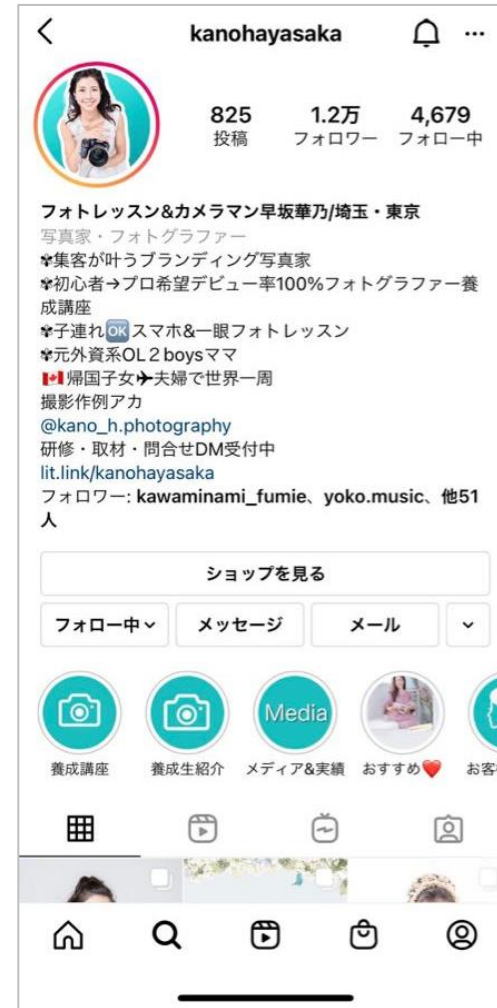 kanohayasaka
825
投稿
1.2万
フォロワー
4,679
フォロー中
フォトレッスン&カメラマン早坂華乃/埼玉・東京
写真家・フォトグラファー
✾集客が叶うブランディング写真家
✾初心者→プロ希望デビュー率100%フォトグラファー養
成講座
✾子連れ🆗スマホ&一眼フォトレッスン
✾元外資系OL２boysママ
🇨🇦帰国子女✈夫婦で世界一周
撮影作例アカ
@kano_h.photography
研修・取材・問合せDM受付中
lit.link/kanohayasaka
フォロワー: kawaminami_fumie、yoko.music、他51
人
ショップを見る
フォロー中
メッセージ
メール
Media
養成講座
養成生紹介
メディア&実績
おすすめ❤️
お客